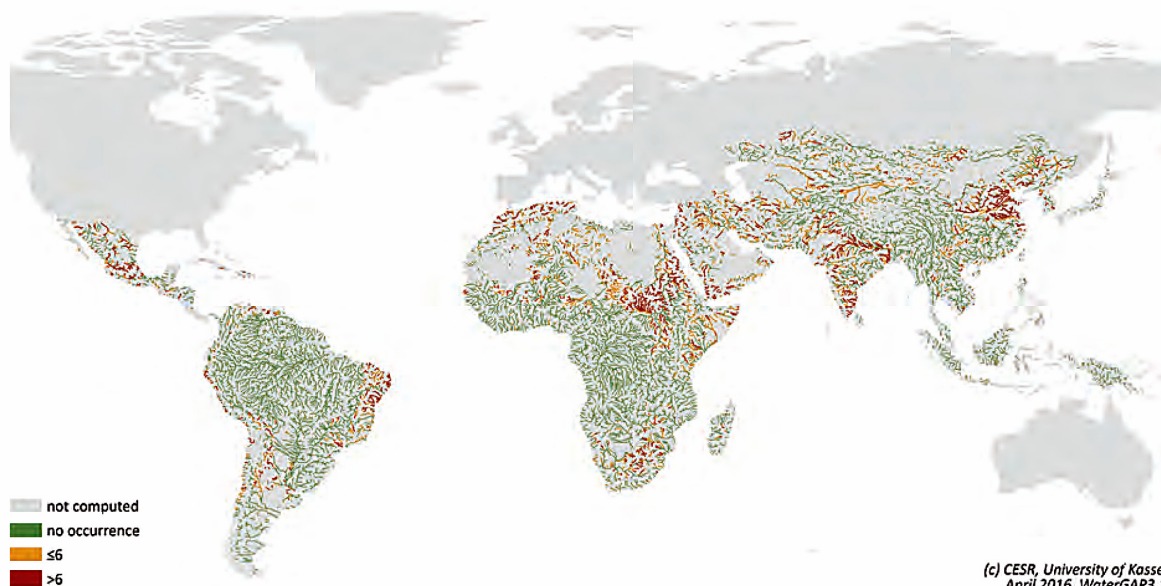 not computed
no occurrence
≤6
>6
(c) CESR, University of Kasse
April 2016, WaterGAP3